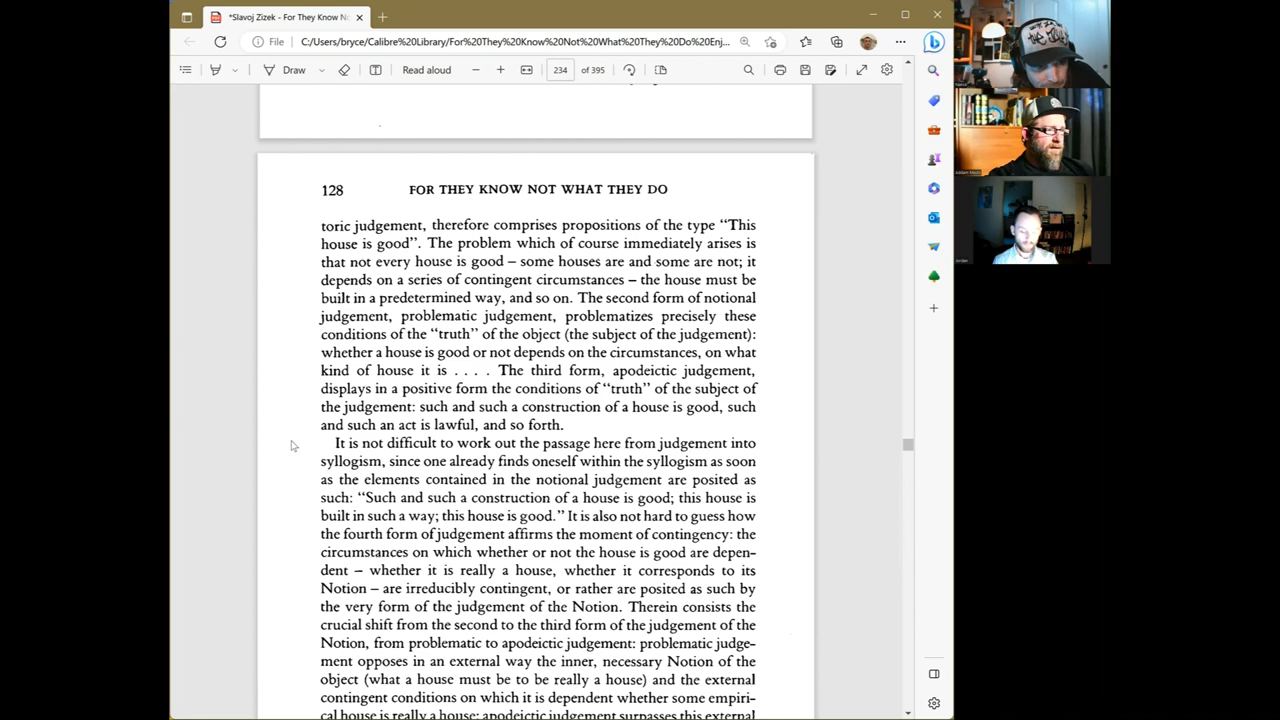 *Slavoj Zizek - For They Know No
File
C:/Users/bryce/Calibre%20Library/For%20They%20Know%20Not%20What%20They%20Do%20Enj...
Draw
Read aloud
234
of 395
128
FOR THEY KNOW NOT WHAT THEY DO
toric judgement, therefore comprises propositions of the type “This
house is good”. The problem which of course immediately arises is
that not every house is good – some houses are and some are not; it
depends on a series of contingent circumstances – the house must be
built in a predetermined way, and so on. The second form of notional
judgement, problematic judgement, problematizes precisely these
conditions of the “truth” of the object (the subject of the judgement):
whether a house is good or not depends on the circumstances, on what
kind of house it is . . . . The third form, apodeictic judgement,
displays in a positive form the conditions of “truth” of the subject of
the judgement: such and such a construction of a house is good, such
and such an act is lawful, and so forth.
It is not difficult to work out the passage here from judgement into
syllogism, since one already finds oneself within the syllogism as soon
as the elements contained in the notional judgement are posited as
such: “Such and such a construction of a house is good; this house is
built in such a way; this house is good.” It is also not hard to guess how
the fourth form of judgement affirms the moment of contingency: the
circumstances on which whether or not the house is good are depen-
dent – whether it is really a house, whether it corresponds to its
Notion – are irreducibly contingent, or rather are posited as such by
the very form of the judgement of the Notion. Therein consists the
crucial shift from the second to the third form of the judgement of the
Notion, from problematic to apodeictic judgement: problematic judge-
ment opposes in an external way the inner, necessary Notion of the
object (what a house must be to be really a house) and the external
contingent conditions on which it is dependent whether some empiri-
cal house is really a house; apodeictic judgement surpasses this external
Jordan